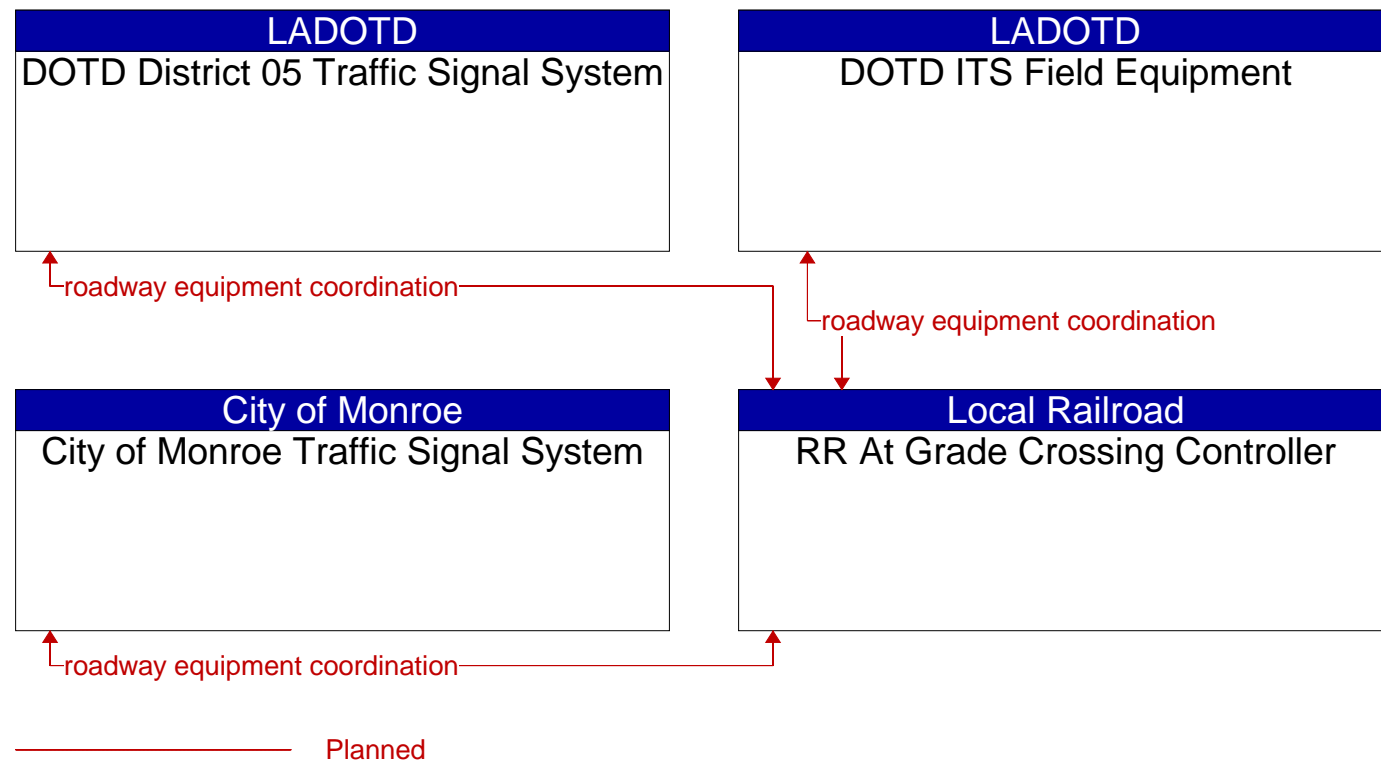 LADOTD
DOTD District 05 Traffic Signal System
LADOTD
DOTD ITS Field Equipment
roadway equipment coordination
roadway equipment coordination
City of Monroe
City of Monroe Traffic Signal System
Local Railroad
RR At Grade Crossing Controller
roadway equipment coordination
Planned